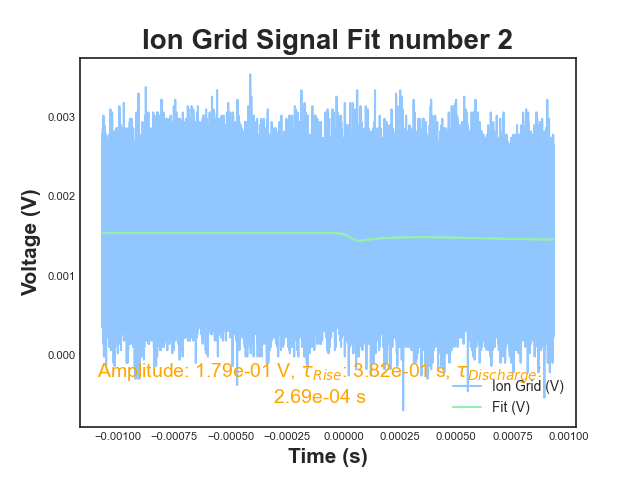 Ion Grid Signal Fit number 2
Voltage (V)
0.003
0.002
0.001
0.000
Amplitude: 1.79e-01 V, τ_Rise: 3.82e-01 s, τ_Discharge:
2.69e-04 s
Ion Grid (V)
Fit (V)
−0.00100 −0.00075 −0.00050 −0.00025 0.00000 0.00025 0.00050 0.00075 0.00100
Time (s)